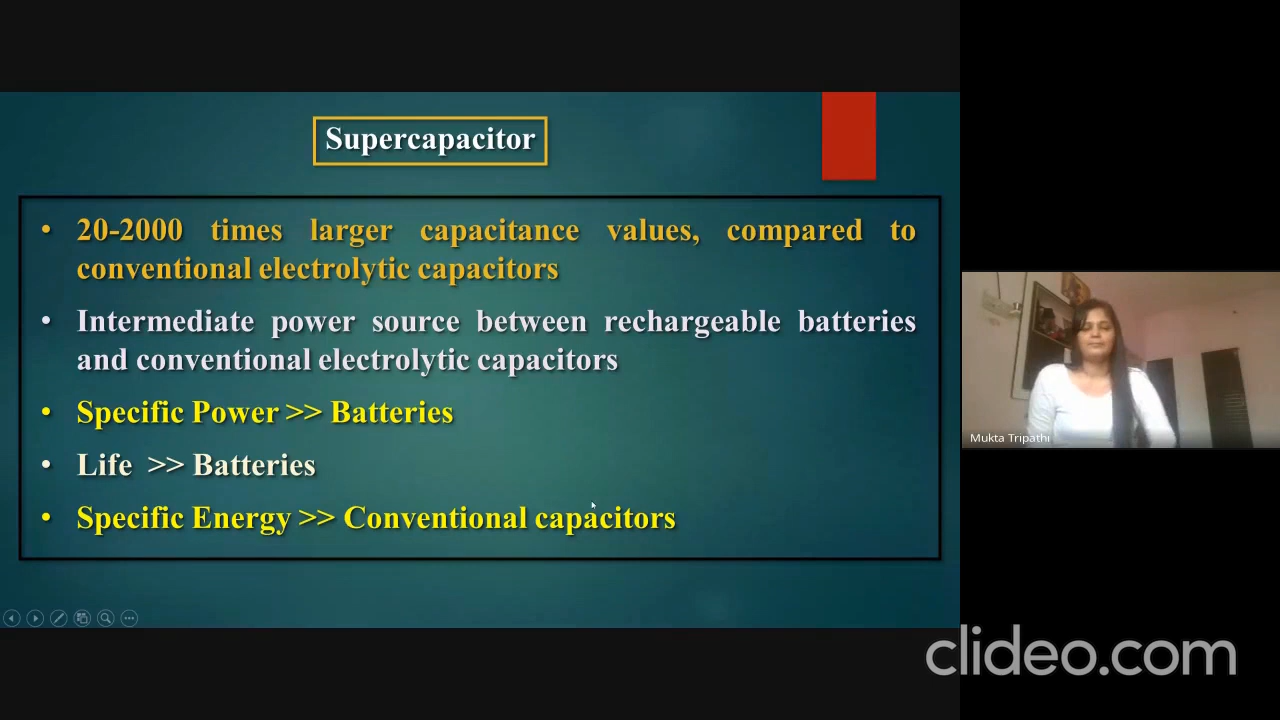 Supercapacitor
• 20-2000 times larger capacitance values, compared to
conventional electrolytic capacitors
• Intermediate power source between rechargeable batteries
and conventional electrolytic capacitors
• Specific Power >> Batteries
• Life >> Batteries
• Specific Energy >> Conventional capacitors
Mukta Tripathi
clideo.com